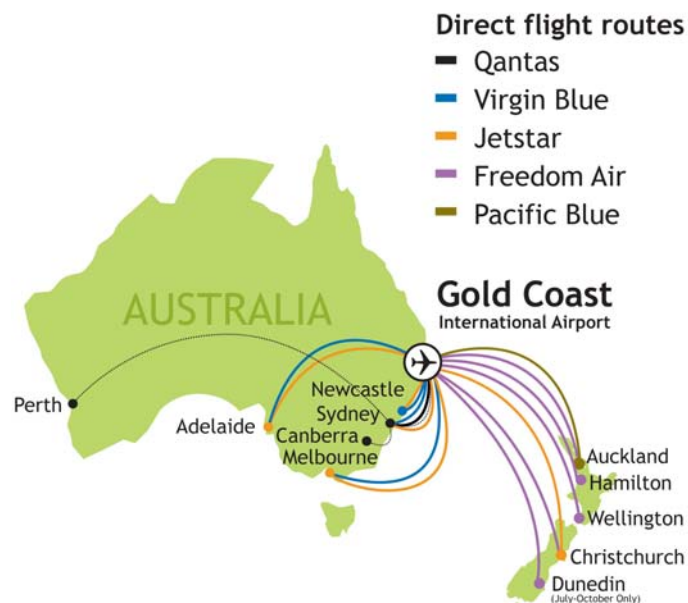 Direct flight routes
Qantas
Virgin Blue
Jetstar
Freedom Air
Pacific Blue
AUSTRALIA
Gold Coast
International Airport
Perth
Adelaide
Newcastle
Sydney
Canberra
Melbourne
Auckland
Hamilton
Wellington
Christchurch
Dunedin
(July-October Only)